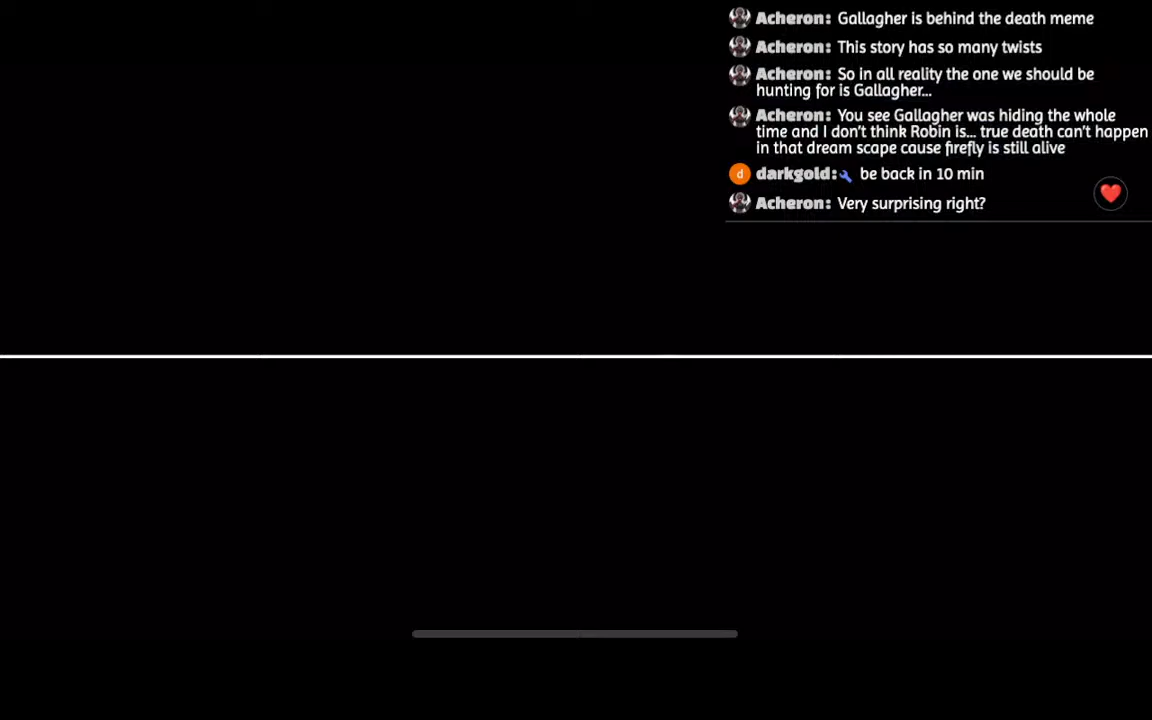 Acheron: Gallagher is behind the death meme
Acheron: This story has so many twists
Acheron: So in all reality the one we should be
hunting for is Gallagher...
Acheron: You see Gallagher was hiding the whole
time and I don't think Robin is... true death can't happen
in that dream scape cause firefly is still alive
d darkgold: be back in 10 min
Acheron: Very surprising right?